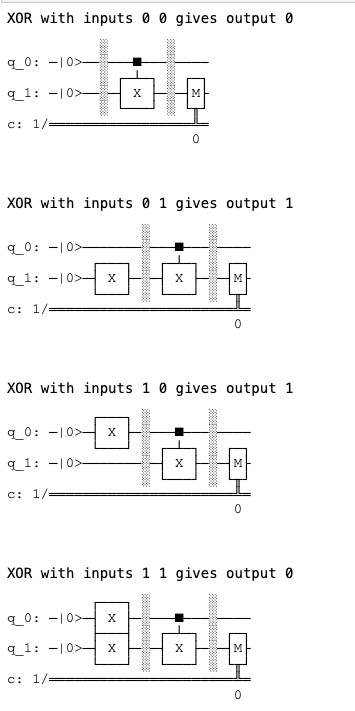 XOR with inputs 0 0 gives output 0
q_0: —|0>
q_1: —|0> X M
c: 1/
0
XOR with inputs 0 1 gives output 1
q_0: —|0>
q_1: —|0> X X M
c: 1/
0
XOR with inputs 1 0 gives output 1
q_0: —|0> X
q_1: —|0> X M
c: 1/
0
XOR with inputs 1 1 gives output 0
q_0: —|0> X
q_1: —|0> X X M
c: 1/
0